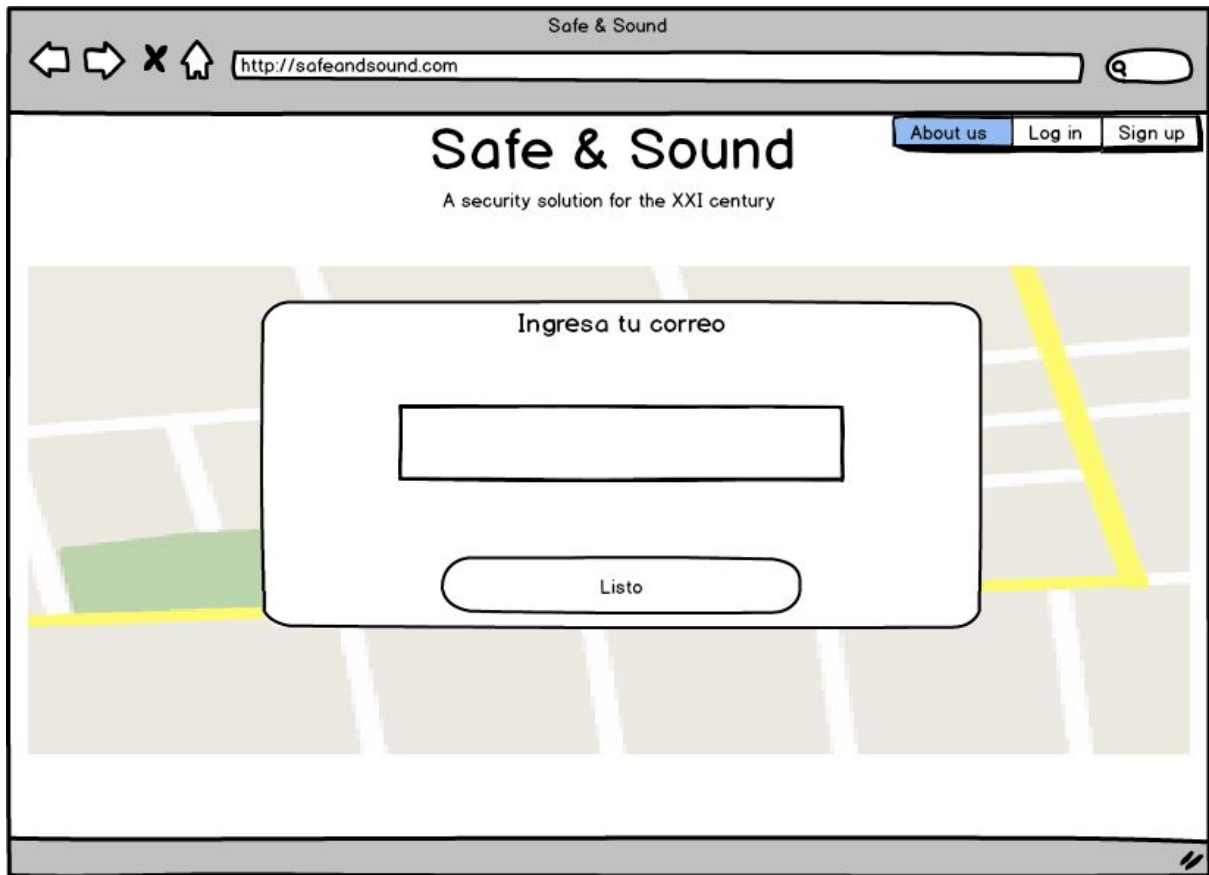 Safe & Sound
http://safeandsound.com
About us Log in Sign up
Safe & Sound
A security solution for the XXI century
Ingresa tu correo
Listo